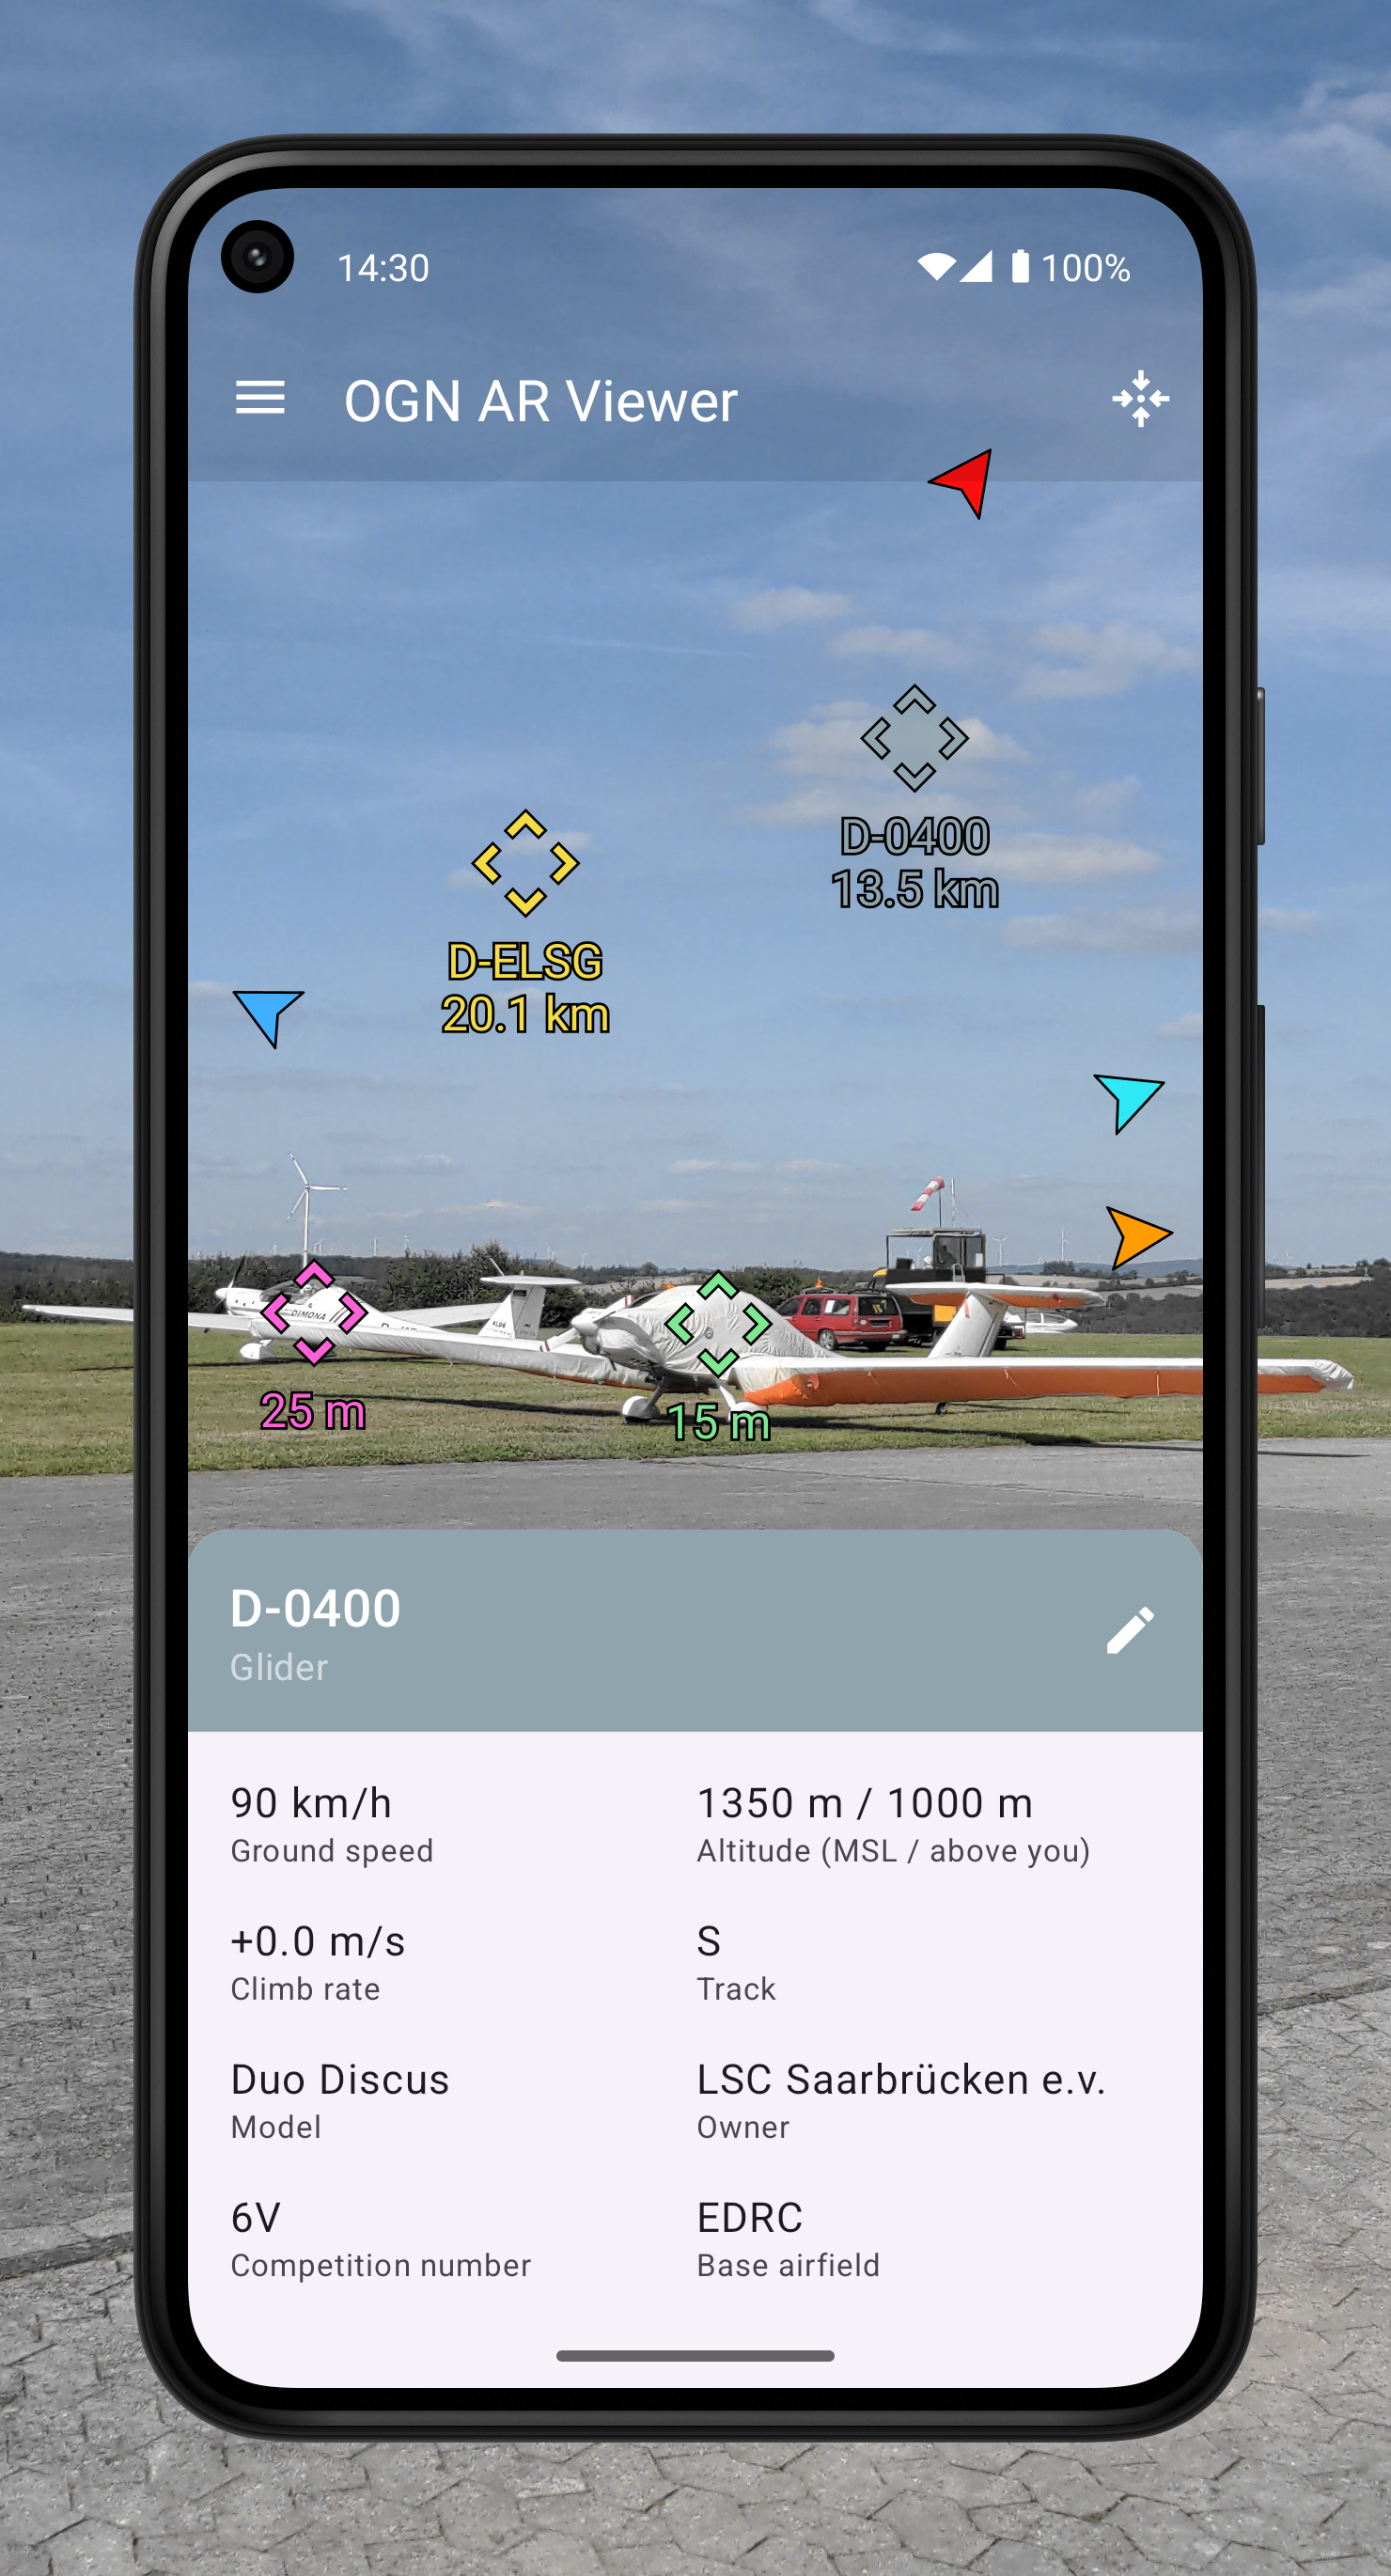 14:30
100%
OGN AR Viewer
D-0400
13.5 km
D-ELSG
20.1 km
DIMONA
25 m
15 m
D-0400
Glider
90 km/h
Ground speed
1350 m / 1000 m
Altitude (MSL / above you)
+0.0 m/s
Climb rate
S
Track
Duo Discus
Model
LSC Saarbrücken e.v.
Owner
6V
Competition number
EDRC
Base airfield